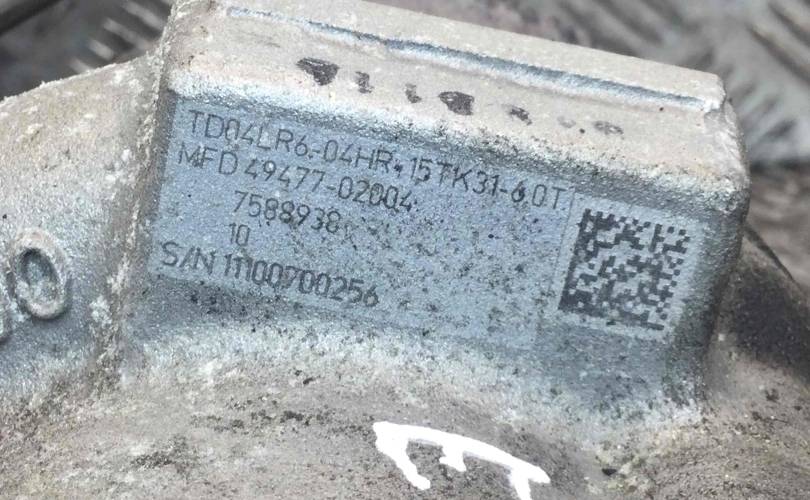 TD04LR6-04HR-15TK31-6.0T
MFD 49477-02004
7588938
10
S/N 11100700256